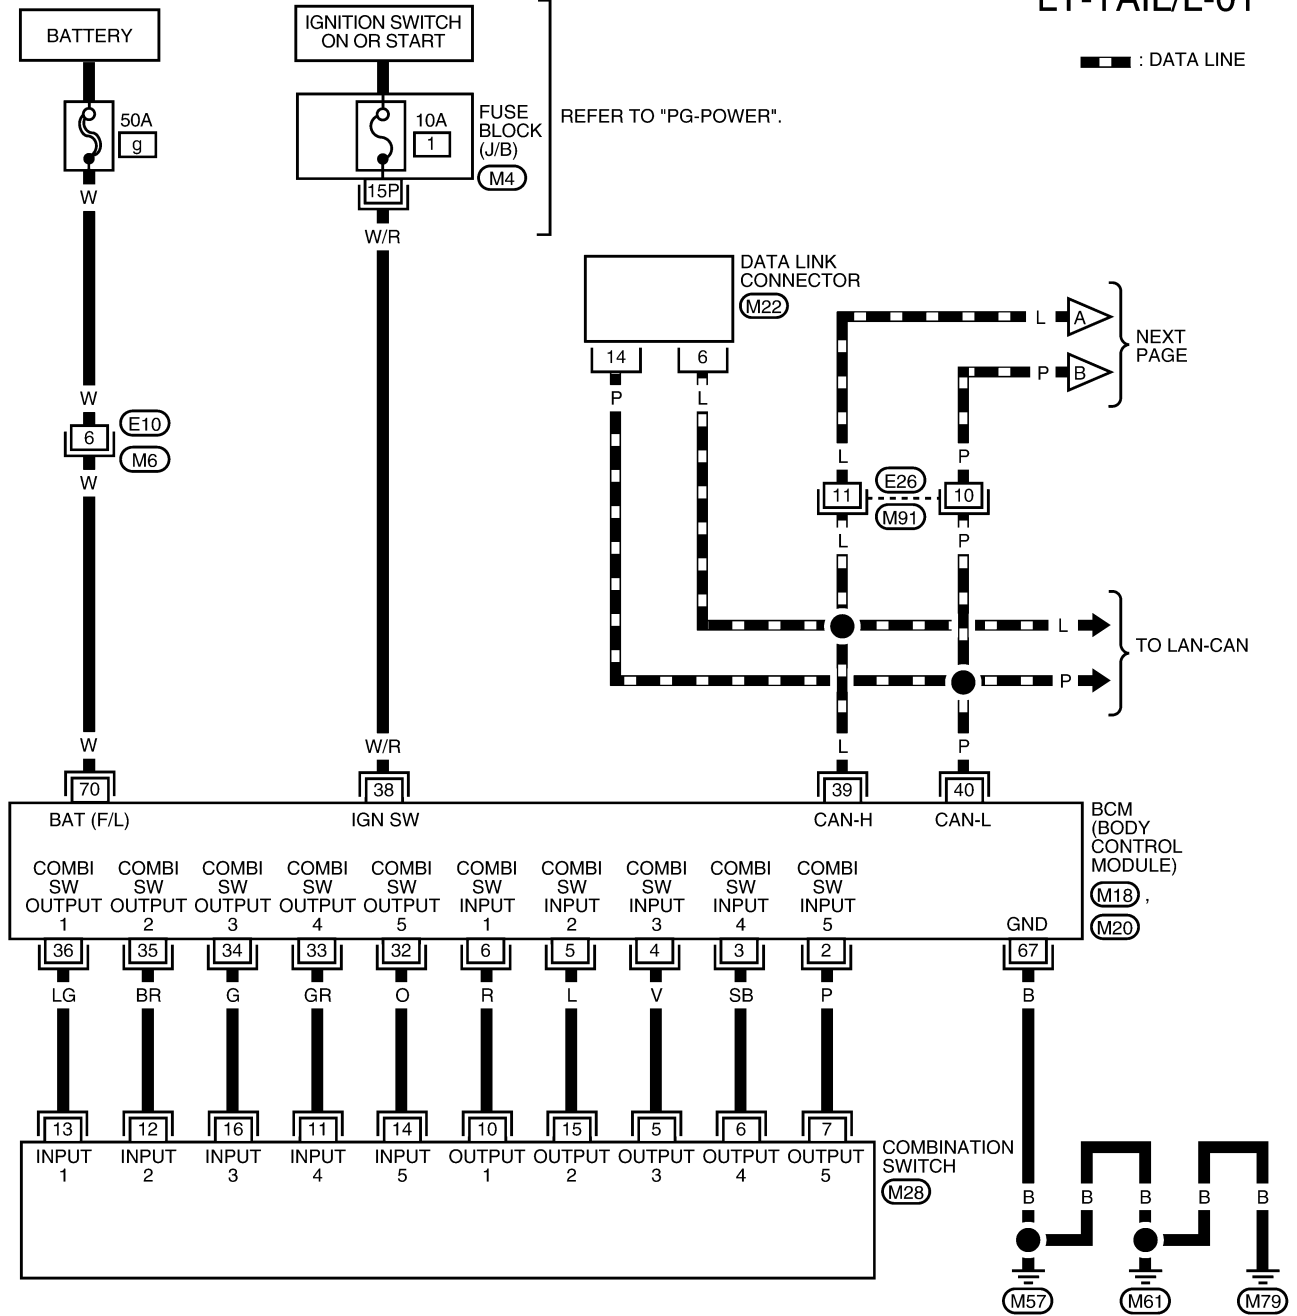 LT-TAIL/L-01
BATTERY
IGNITION SWITCH
ON OR START
: DATA LINE
50A
g
10A
1
FUSE
BLOCK
(J/B)
M4
REFER TO "PG-POWER".
15P
W
W/R
DATA LINK
CONNECTOR
M22
14
6
P
L
L
A
P
B
NEXT
PAGE
W
6
E10
M6
W
L
P
11
E26
M91
10
L
P
L
P
TO LAN-CAN
W
W/R
L
P
70
38
39
40
BAT (F/L)
IGN SW
CAN-H
CAN-L
BCM
(BODY
CONTROL
MODULE)
M18 ,
M20
COMBI
SW
OUTPUT
1
COMBI
SW
OUTPUT
2
COMBI
SW
OUTPUT
3
COMBI
SW
OUTPUT
4
COMBI
SW
OUTPUT
5
COMBI
SW
INPUT
1
COMBI
SW
INPUT
2
COMBI
SW
INPUT
3
COMBI
SW
INPUT
4
COMBI
SW
INPUT
5
GND
36
35
34
33
32
6
5
4
3
2
67
LG
BR
G
GR
O
R
L
V
SB
P
B
13
12
16
11
14
10
15
5
6
7
INPUT
1
INPUT
2
INPUT
3
INPUT
4
INPUT
5
OUTPUT
1
OUTPUT
2
OUTPUT
3
OUTPUT
4
OUTPUT
5
COMBINATION
SWITCH
M28
B
B
B
B
B
M57
M61
M79